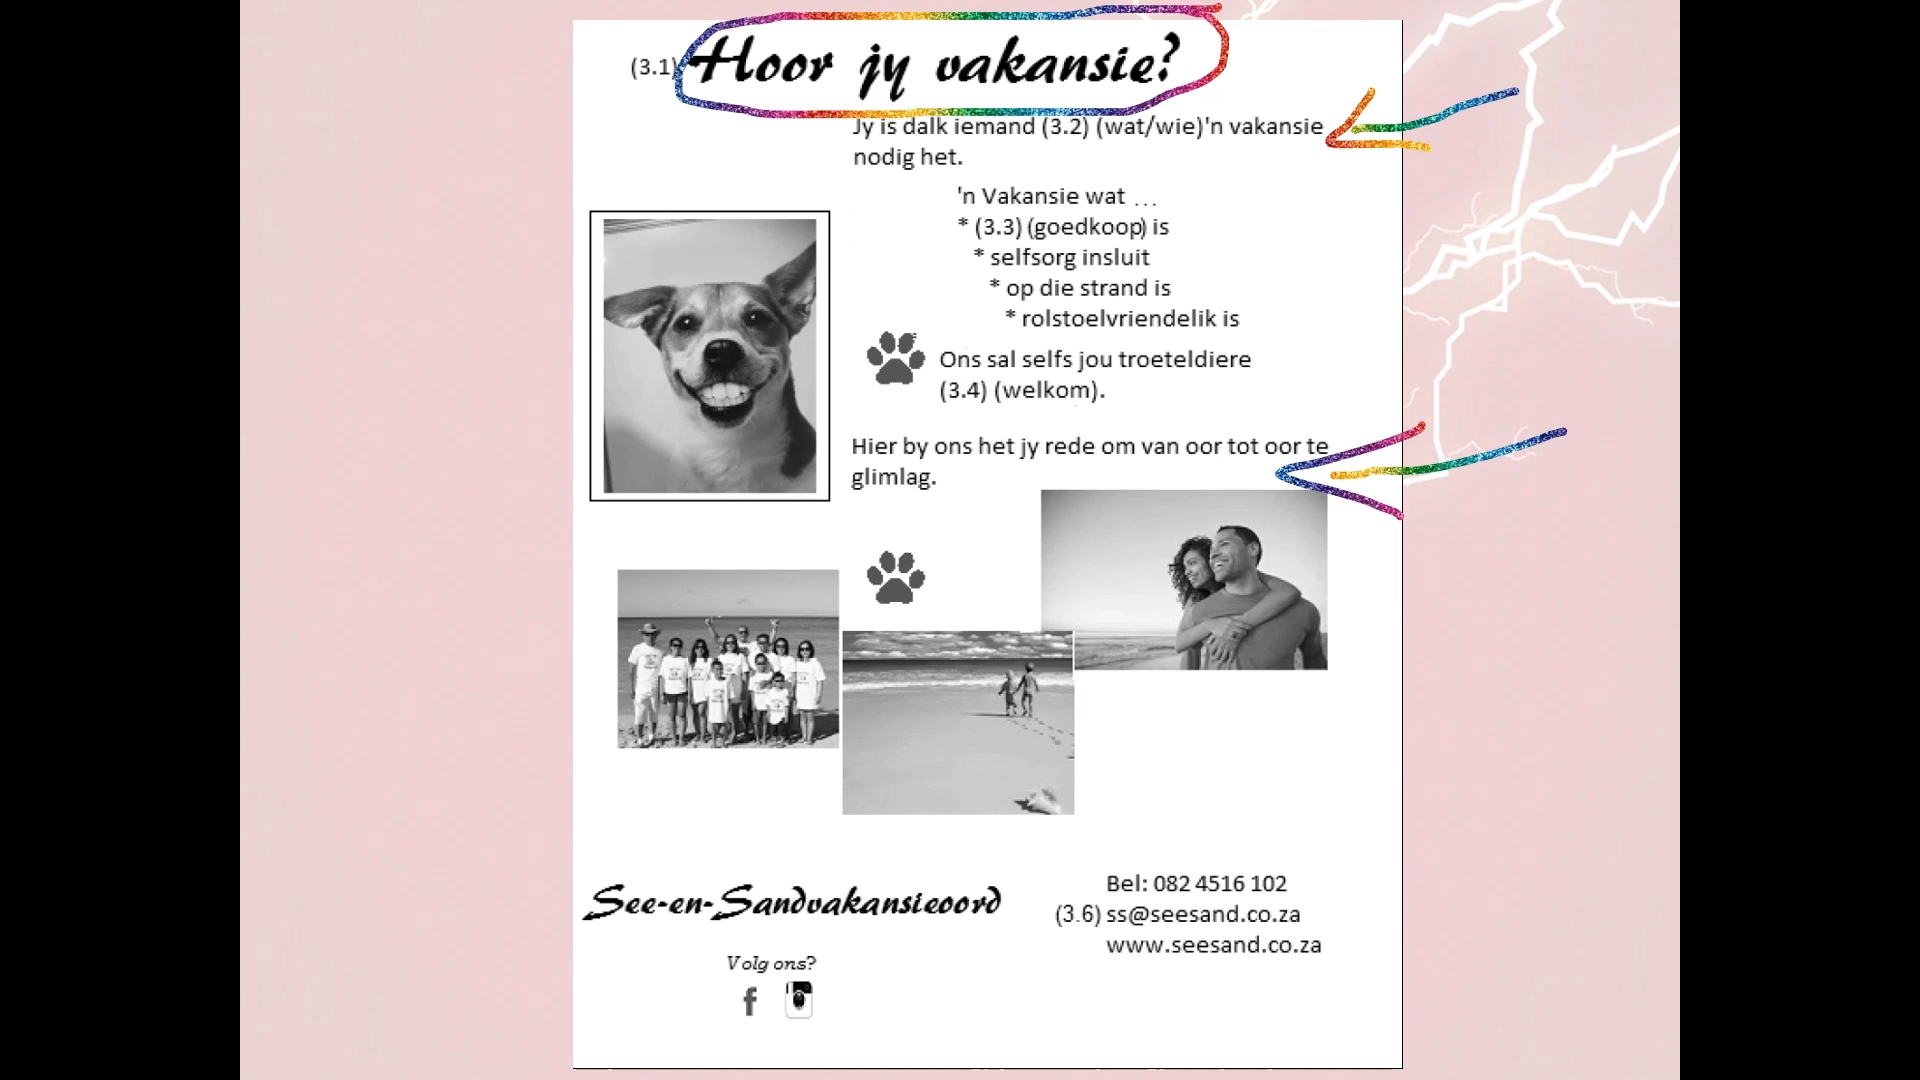 (3.1) Hoor jy vakansie?
Jy is dalk iemand (3.2) (wat/wie)'n vakansie
nodig het.
'n Vakansie wat ...
* (3.3) (goedkoop) is
* selfsorg insluit
* op die strand is
* rolstoelvriendelik is
Ons sal selfs jou troeteldiere
(3.4) (welkom).
Hier by ons het jy rede om van oor tot oor te
glimlag.
See-en-Sandvakansieoord
Bel: 082 4516 102
(3.6) ss@seesand.co.za
www.seesand.co.za
Volg ons?
f